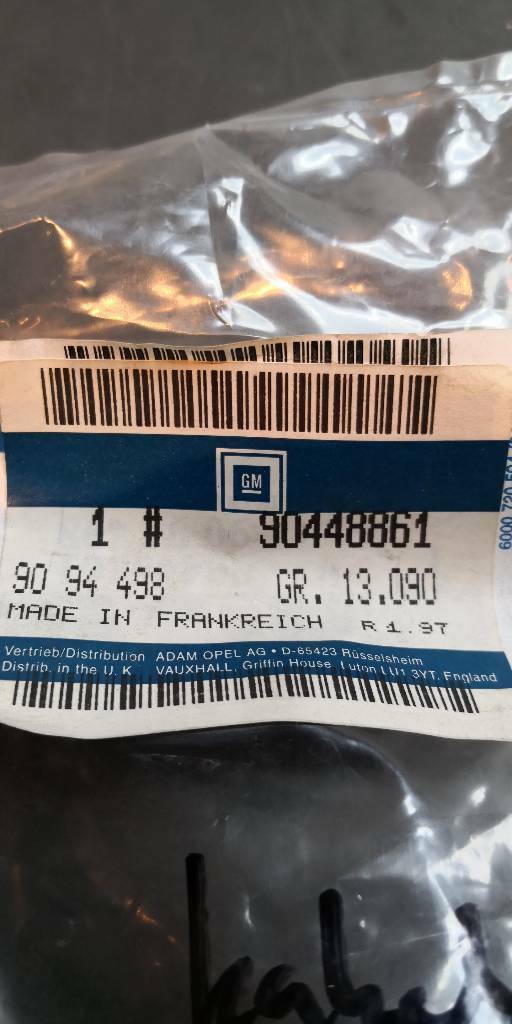 GM
1 # 90448861
90 94 498 GR. 13.090
MADE IN FRANKREICH R 1.97
Vertrieb/Distribution ADAM OPEL AG • D-65423 Rüsselsheim
Distrib. in the U. K. VAUXHALL, Griffin House, Luton LU1 3YT, England